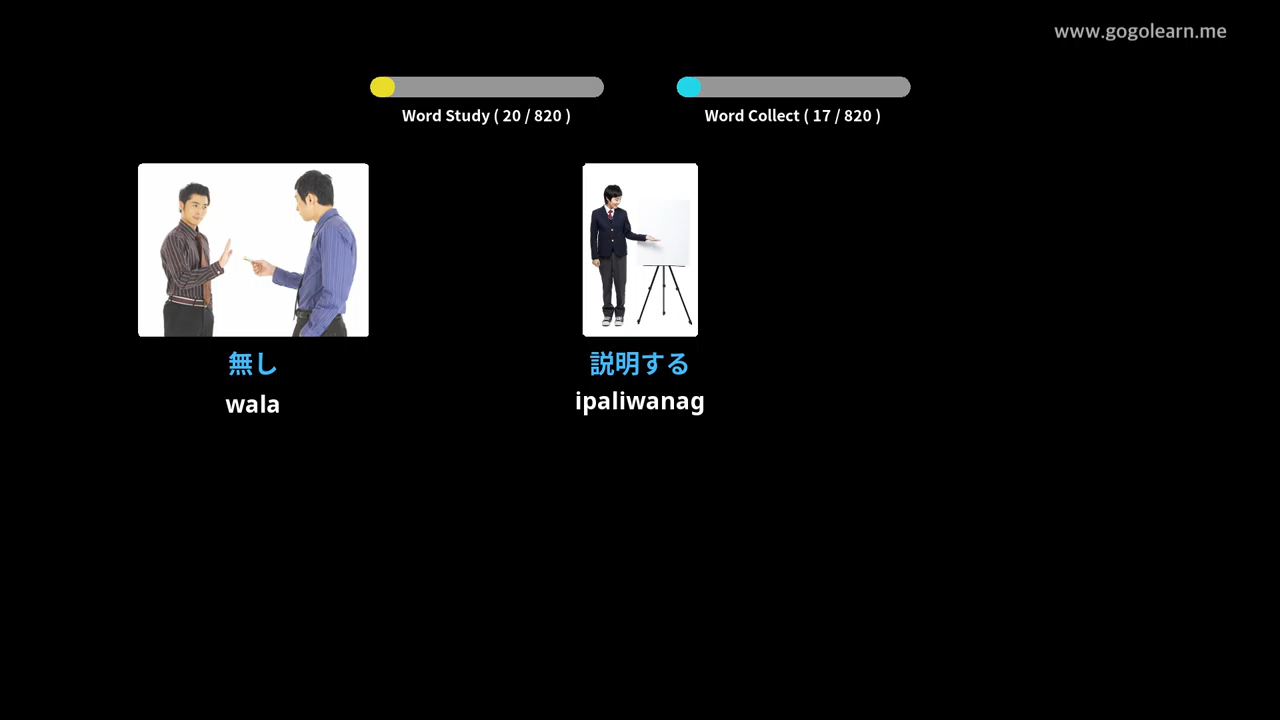 www.gogolearn.me
Word Study ( 20 / 820 )
Word Collect ( 17 / 820 )
無し
wala
説明する
ipaliwanag